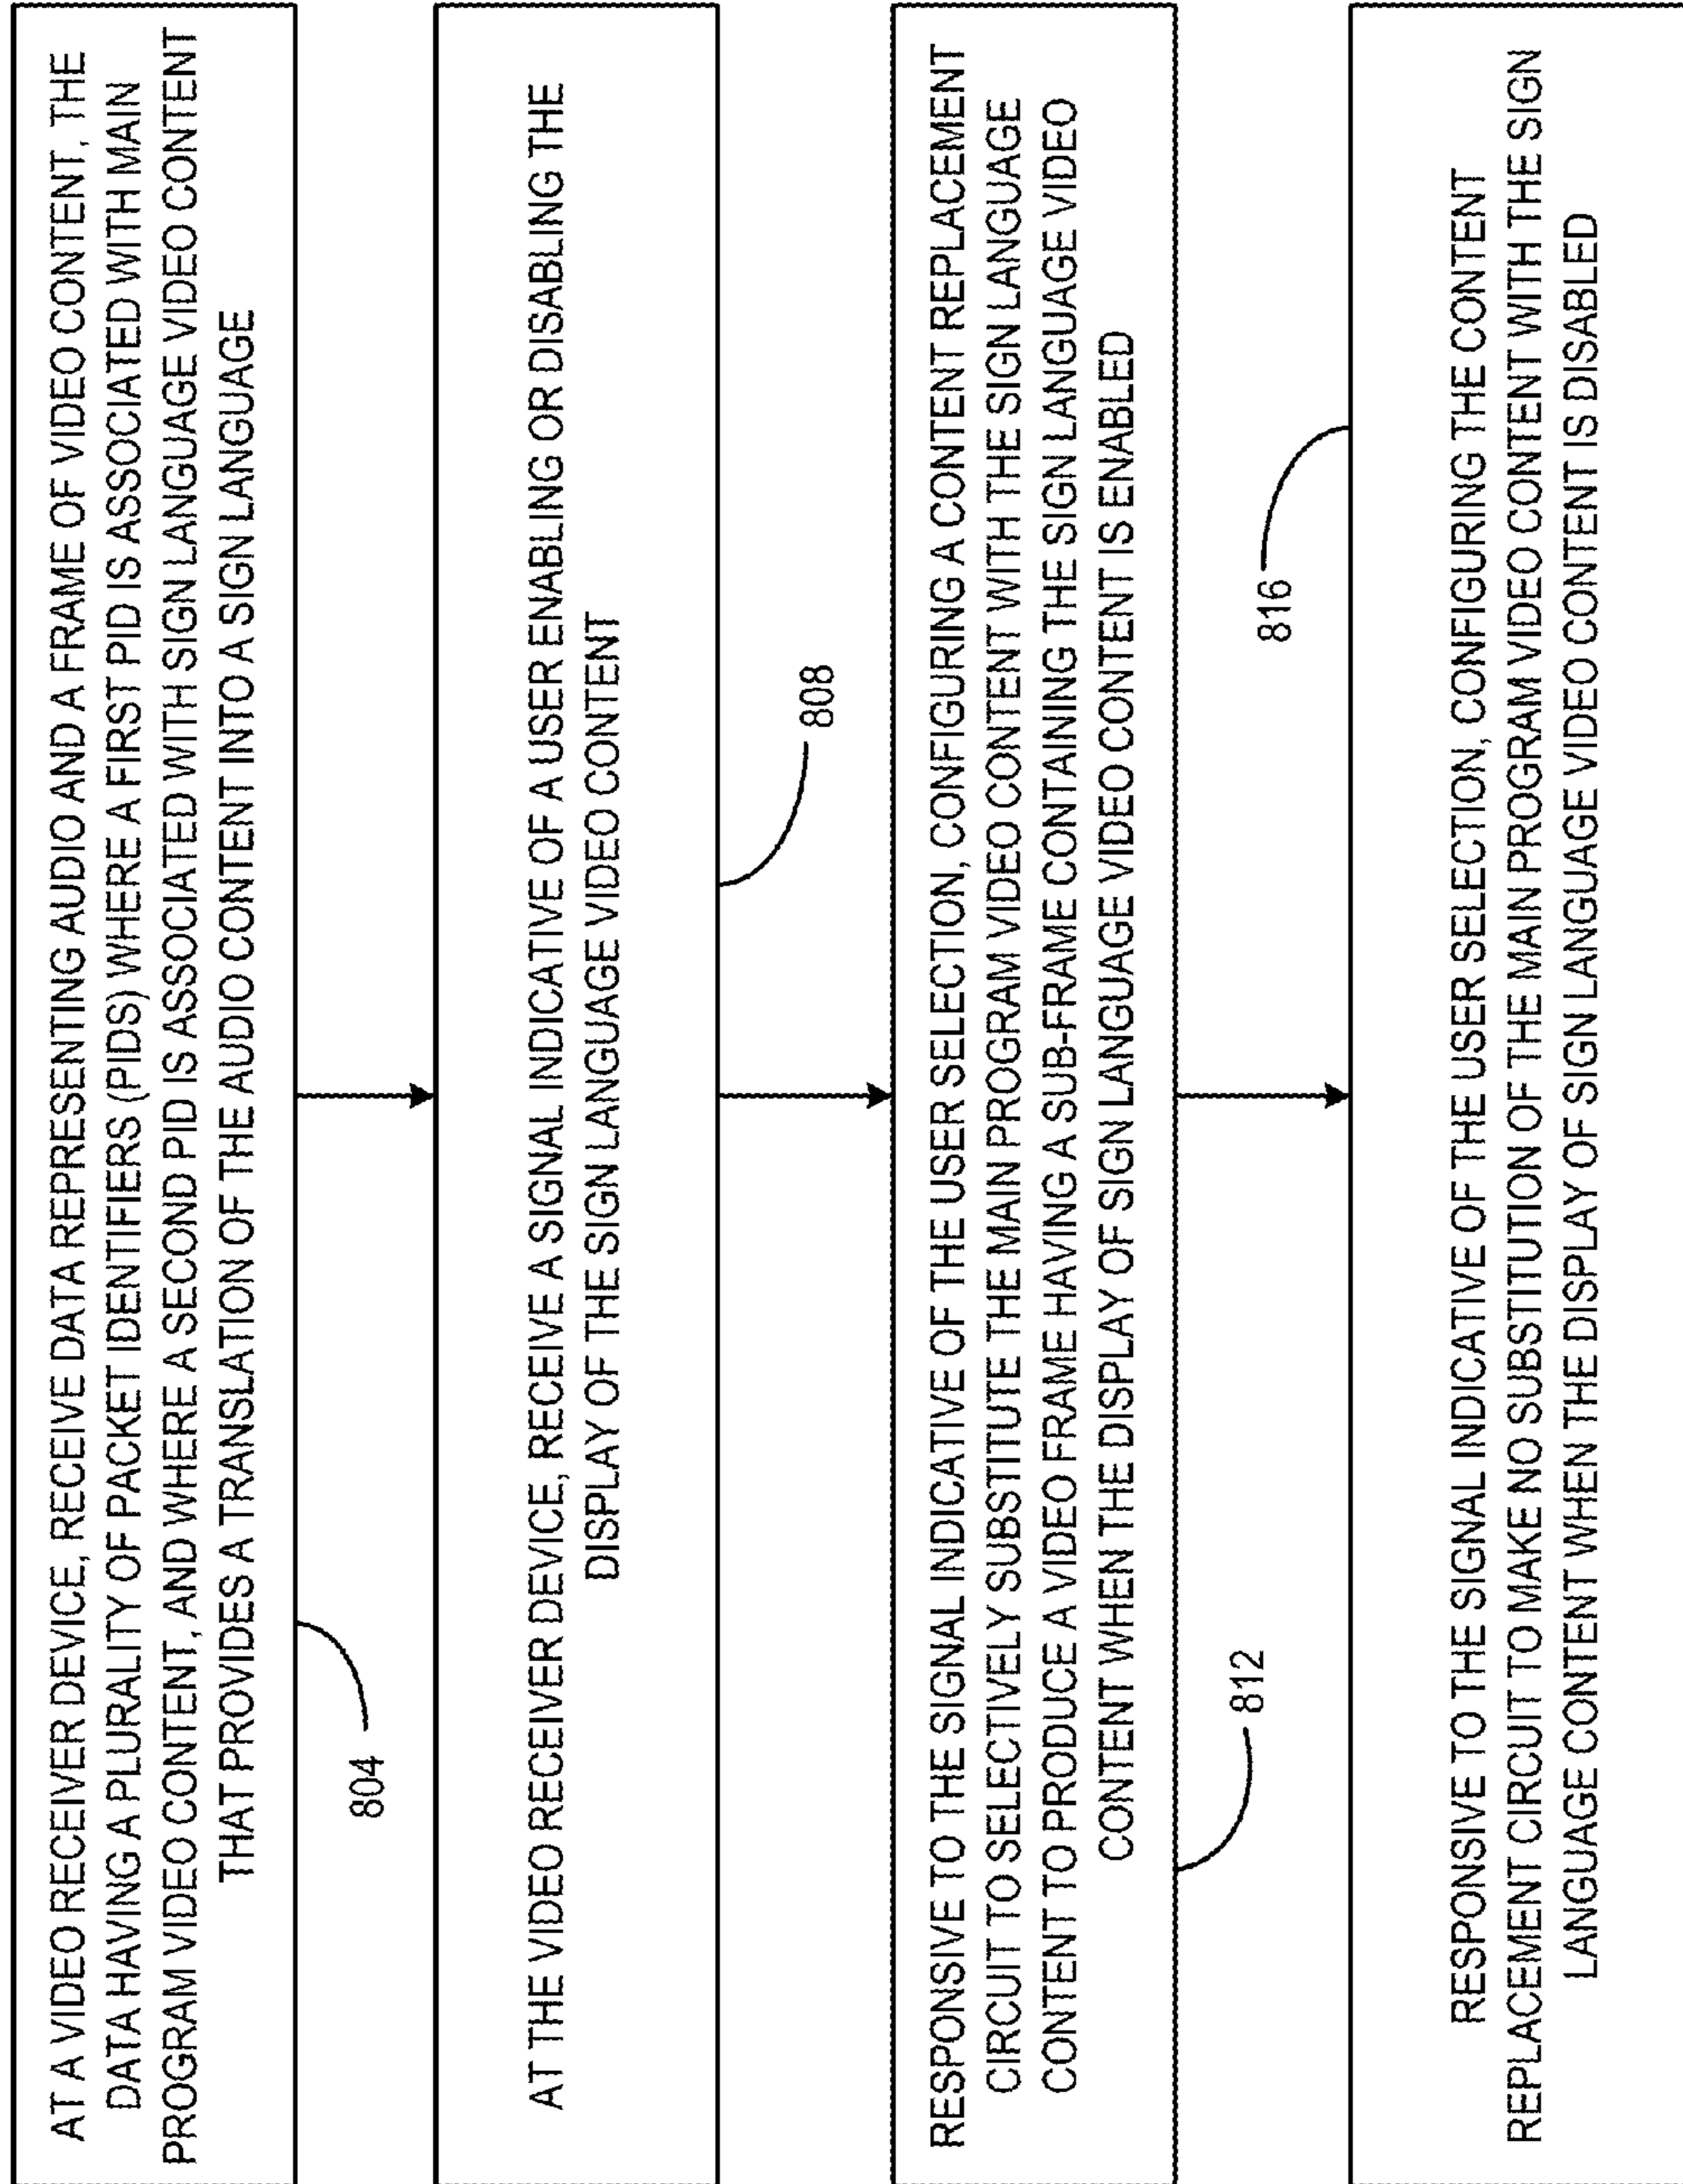 AT A VIDEO RECEIVER DEVICE, RECEIVE DATA REPRESENTING AUDIO AND A FRAME OF VIDEO CONTENT, THE
DATA HAVING A PLURALITY OF PACKET IDENTIFIERS (PIDS) WHERE A FIRST PID IS ASSOCIATED WITH MAIN
PROGRAM VIDEO CONTENT, AND WHERE A SECOND PID IS ASSOCIATED WITH SIGN LANGUAGE VIDEO CONTENT
THAT PROVIDES A TRANSLATION OF THE AUDIO CONTENT INTO A SIGN LANGUAGE
804
AT THE VIDEO RECEIVER DEVICE, RECEIVE A SIGNAL INDICATIVE OF A USER ENABLING OR DISABLING THE
DISPLAY OF THE SIGN LANGUAGE VIDEO CONTENT
808
RESPONSIVE TO THE SIGNAL INDICATIVE OF THE USER SELECTION, CONFIGURING A CONTENT REPLACEMENT
CIRCUIT TO SELECTIVELY SUBSTITUTE THE MAIN PROGRAM VIDEO CONTENT WITH THE SIGN LANGUAGE
CONTENT TO PRODUCE A VIDEO FRAME HAVING A SUB-FRAME CONTAINING THE SIGN LANGUAGE VIDEO
CONTENT WHEN THE DISPLAY OF SIGN LANGUAGE VIDEO CONTENT IS ENABLED
812
816
RESPONSIVE TO THE SIGNAL INDICATIVE OF THE USER SELECTION, CONFIGURING THE CONTENT
REPLACEMENT CIRCUIT TO MAKE NO SUBSTITUTION OF THE MAIN PROGRAM VIDEO CONTENT WITH THE SIGN
LANGUAGE CONTENT WHEN THE DISPLAY OF SIGN LANGUAGE VIDEO CONTENT IS DISABLED